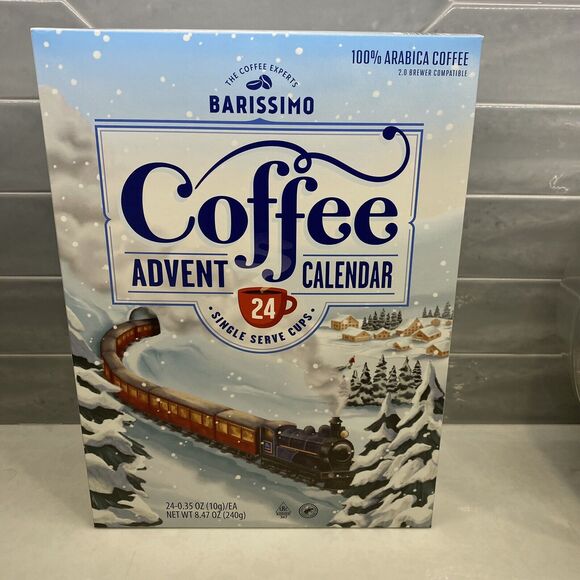 100% ARABICA COFFEE
2.0 BREWER COMPATIBLE
THE COFFEE EXPERTS
BARISSIMO
Coffee
ADVENT CALENDAR
24
• SINGLE SERVE CUPS •
24-0.35 OZ (10g)/EA
NET WT 8.47 OZ (240g)